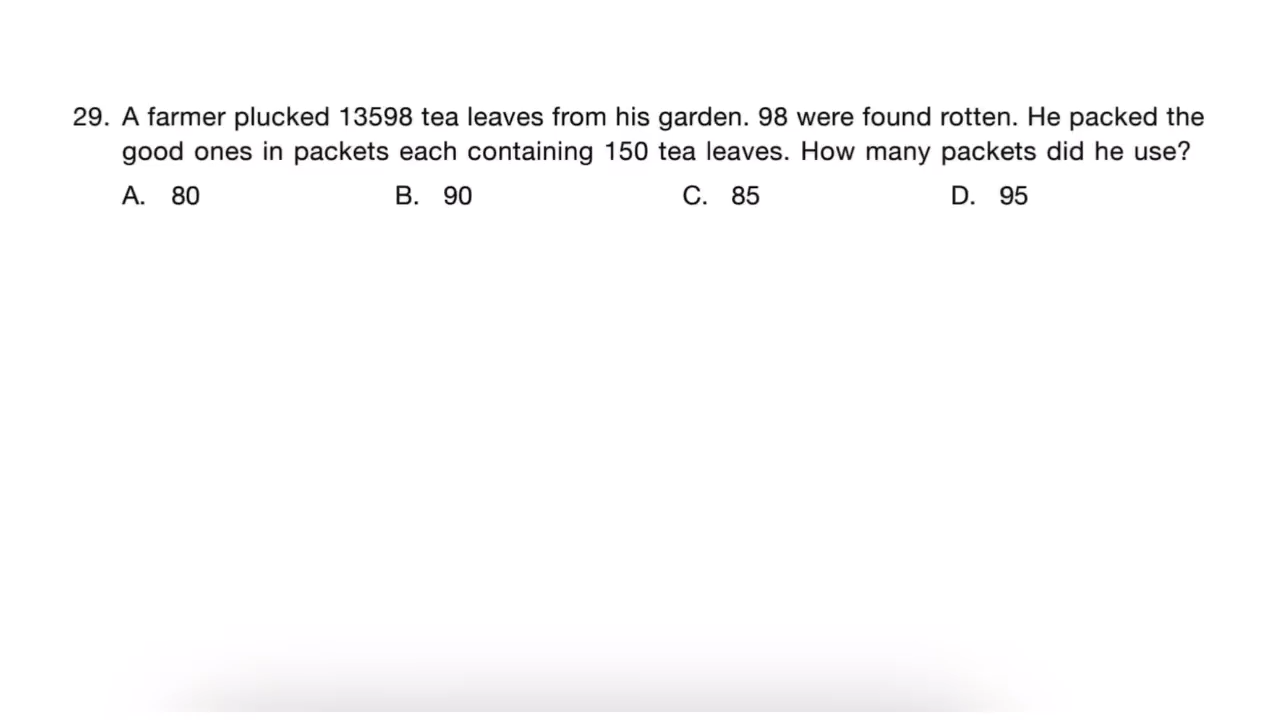 29. A farmer plucked 13598 tea leaves from his garden. 98 were found rotten. He packed the
good ones in packets each containing 150 tea leaves. How many packets did he use?
A. 80 B. 90 C. 85 D. 95